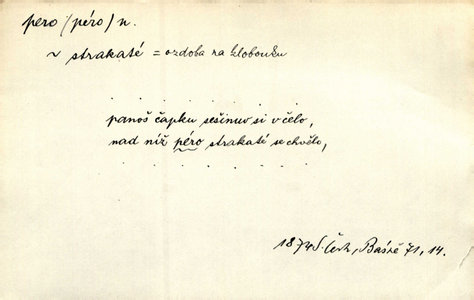 pero (péro) n.
~ strakaté = ozdoba na klobouku
. . . . . . .
panoš čapku sešinuv si v čelo,
nad níž péro strakaté se chvělo,
. . . . . . .
1874 S. Čech, Básně 71, 14.